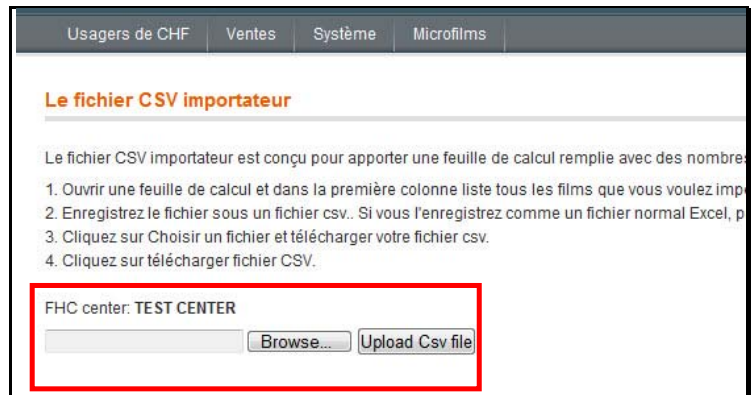 Usagers de CHF Ventes Système Microfilms
Le fichier CSV importateur
Le fichier CSV importateur est conçu pour apporter une feuille de calcul remplie avec des nombres
1. Ouvrir une feuille de calcul et dans la première colonne liste tous les films que vous voulez imp
2. Enregistrez le fichier sous un fichier csv.. Si vous l'enregistrez comme un fichier normal Excel, p
3. Cliquez sur Choisir un fichier et télécharger votre fichier csv.
4. Cliquez sur télécharger fichier CSV.
FHC center: TEST CENTER
Browse... Upload Csv file